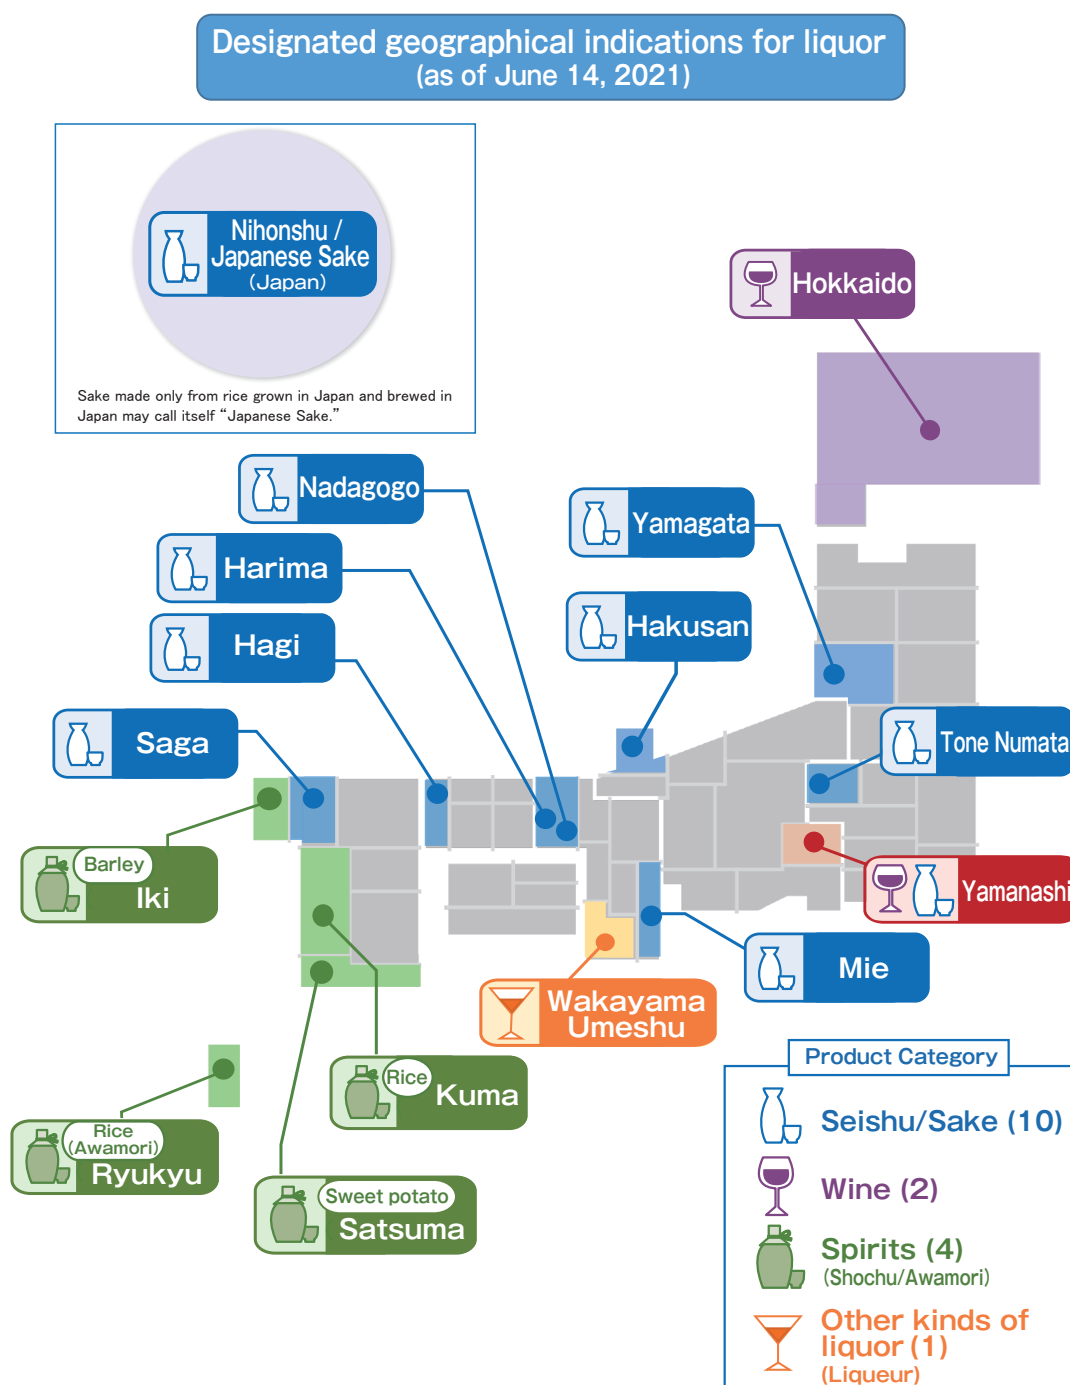 Designated geographical indications for liquor
(as of June 14, 2021)
Nihonshu /
Japanese Sake
(Japan)
Sake made only from rice grown in Japan and brewed in
Japan may call itself “Japanese Sake.”
Hokkaido
Nadagogo
Yamagata
Harima
Hakusan
Hagi
Saga
Tone Numata
Barley
Iki
Yamanashi
Mie
Wakayama
Umeshu
Rice
Kuma
Rice
(Awamori)
Ryukyu
Sweet potato
Satsuma
Product Category
Seishu/Sake (10)
Wine (2)
Spirits (4)
(Shochu/Awamori)
Other kinds of
liquor (1)
(Liqueur)